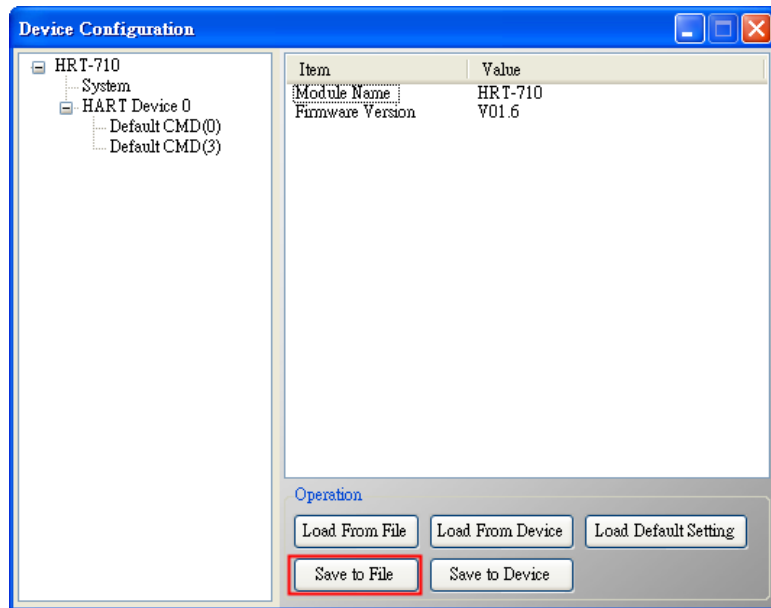 Device Configuration
HRT-710
System
HART Device 0
Default CMD(0)
Default CMD(3)
Item Value
Module Name HRT-710
Firmware Version V01.6
Operation
Load From File Load From Device Load Default Setting
Save to File Save to Device